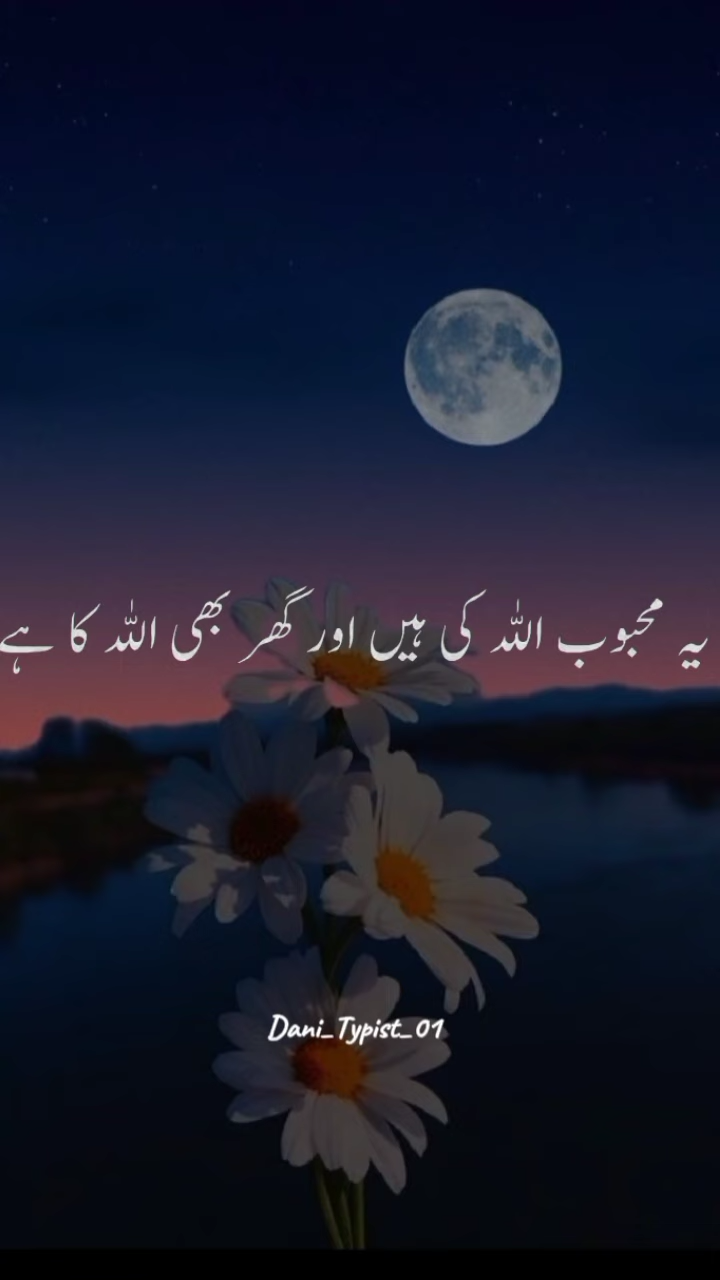 یہ محبوب اللہ کی ہیں اور گھر بھی اللہ کا ہے
Dani_Typist_01